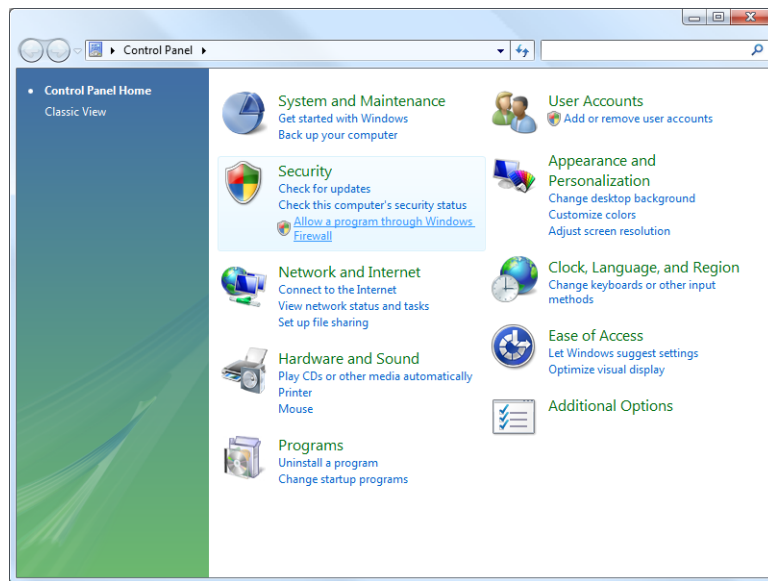 Control Panel
Control Panel Home
Classic View
System and Maintenance
Get started with Windows
Back up your computer
Security
Check for updates
Check this computer's security status
Allow a program through Windows
Firewall
Network and Internet
Connect to the Internet
View network status and tasks
Set up file sharing
Hardware and Sound
Play CDs or other media automatically
Printer
Mouse
Programs
Uninstall a program
Change startup programs
User Accounts
Add or remove user accounts
Appearance and
Personalization
Change desktop background
Customize colors
Adjust screen resolution
Clock, Language, and Region
Change keyboards or other input
methods
Ease of Access
Let Windows suggest settings
Optimize visual display
Additional Options